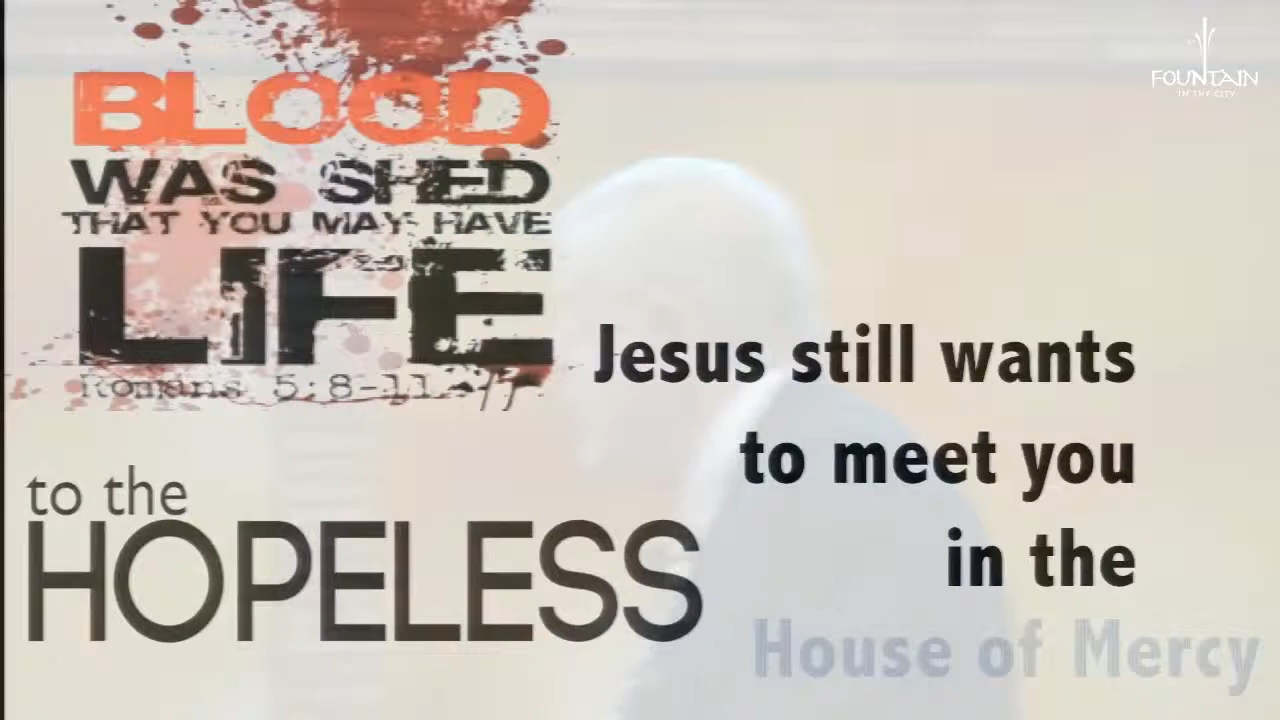 BLOOD
WAS SHED
THAT YOU MAY HAVE
LIFE
Romans 5:8-11
to the
HOPELESS
Jesus still wants
to meet you
in the
House of Mercy
FOUNTAIN
IN THE CITY